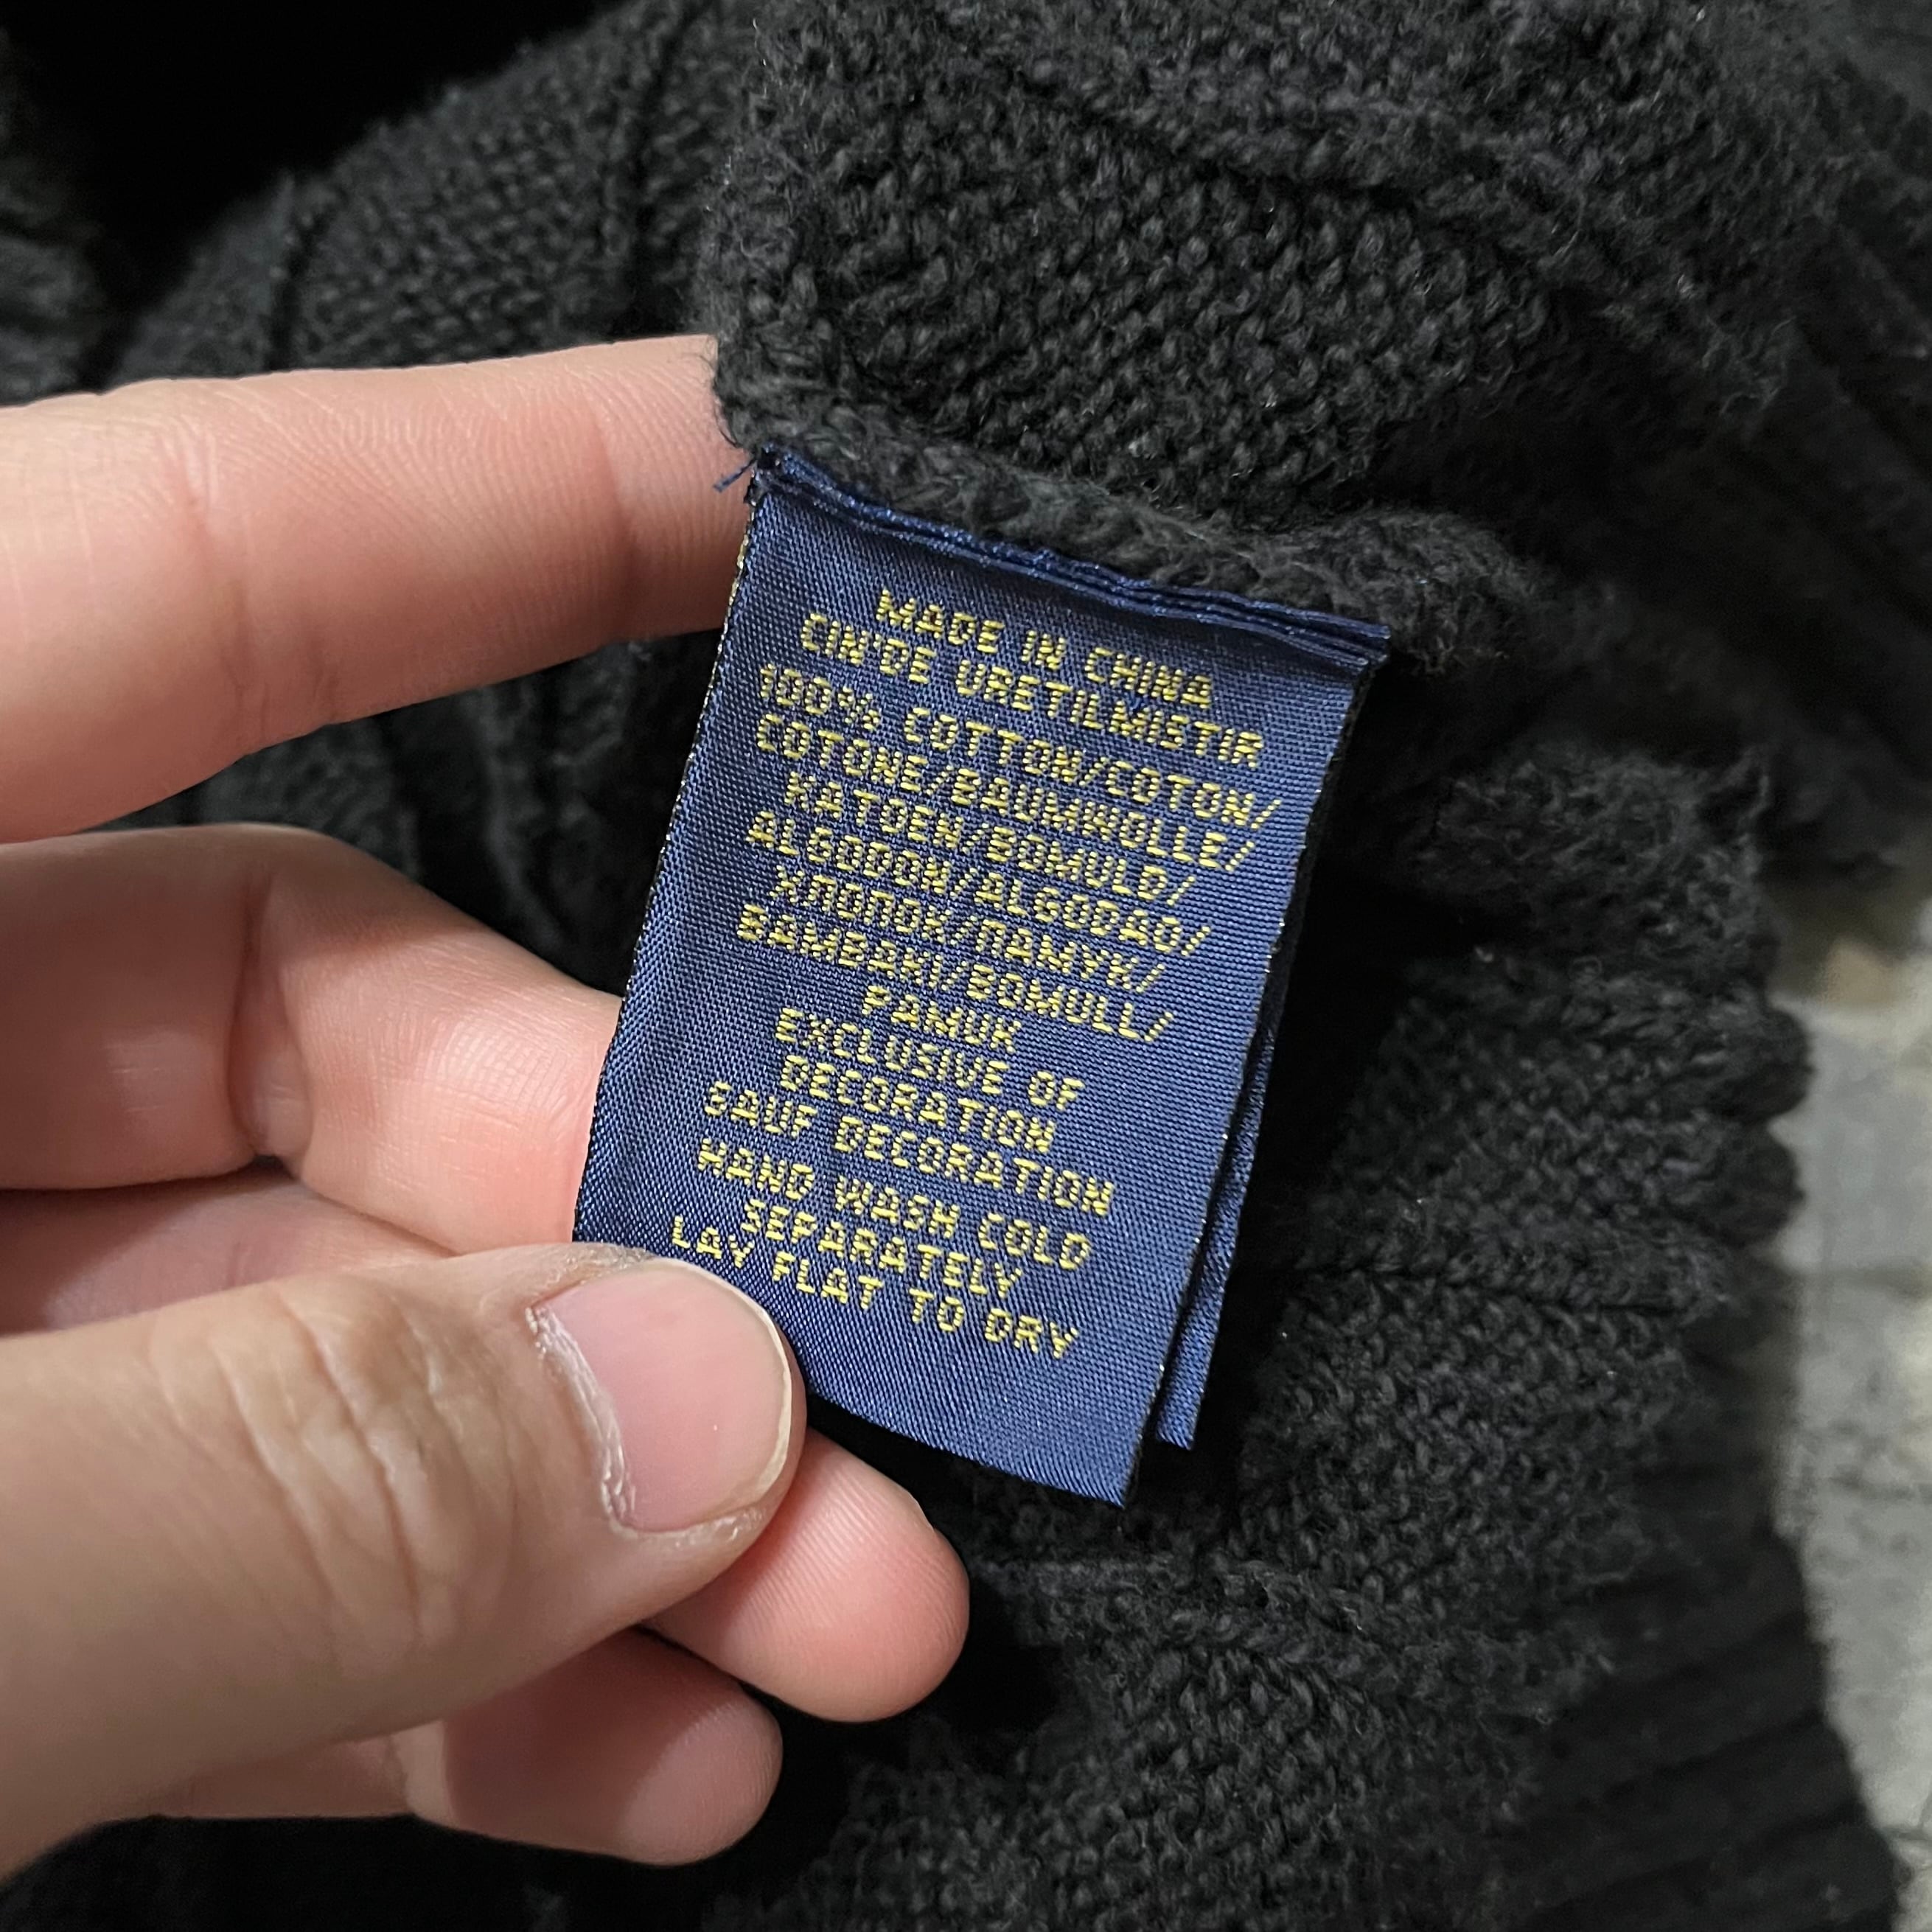 MADE IN CHINA
CIN'DE URETILMISTIR
100% COTTON/COTON/
COTONE/BAUMWOLLE/
KATOEN/BOMULD/
ALGODON/ALGODAO/
ХЛОПОК/ПАМУК/
BAMBAKI/BOMULL/
PAMUK
EXCLUSIVE OF
DECORATION
SAUF DECORATION
HAND WASH COLD
SEPARATELY
LAY FLAT TO DRY